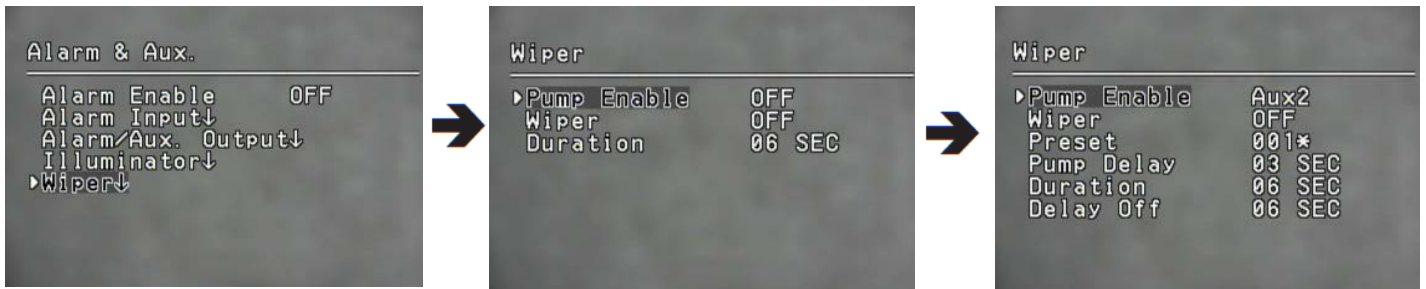 Alarm & Aux.
Alarm Enable OFF
Alarm Input↓
Alarm/Aux. Output↓
Illuminator↓
▷Wiper↓
Wiper
▷Pump Enable OFF
Wiper OFF
Duration 06 SEC
Wiper
▷Pump Enable Aux2
Wiper OFF
Preset 001*
Pump Delay 03 SEC
Duration 06 SEC
Delay Off 06 SEC